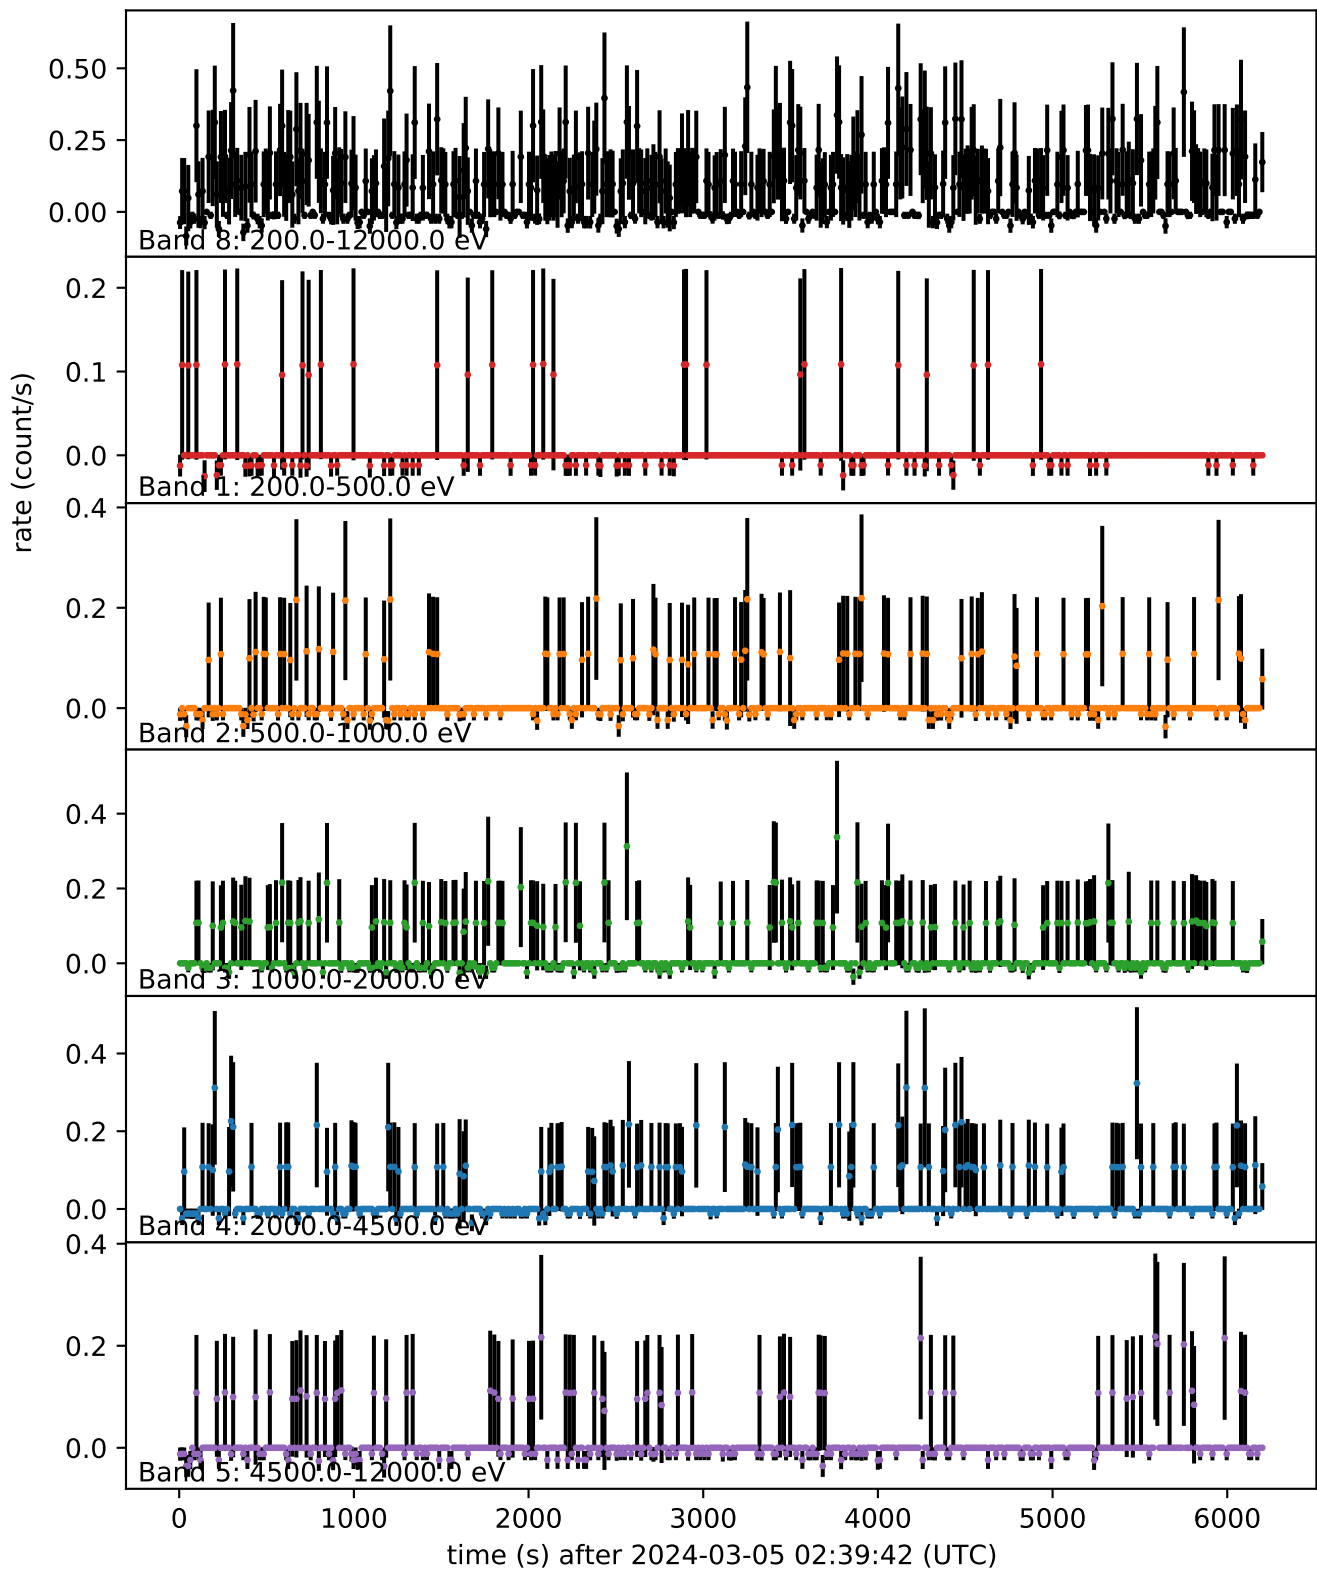 0.50
0.25
0.00
Band 8: 200.0-12000.0 eV
0.2
0.1
0.0
Band 1: 200.0-500.0 eV
rate (count/s)
0.4
0.2
0.0
Band 2: 500.0-1000.0 eV
0.4
0.2
0.0
Band 3: 1000.0-2000.0 eV
0.4
0.2
0.0
Band 4: 2000.0-4500.0 eV
0.4
0.2
0.0
Band 5: 4500.0-12000.0 eV
0 1000 2000 3000 4000 5000 6000
time (s) after 2024-03-05 02:39:42 (UTC)